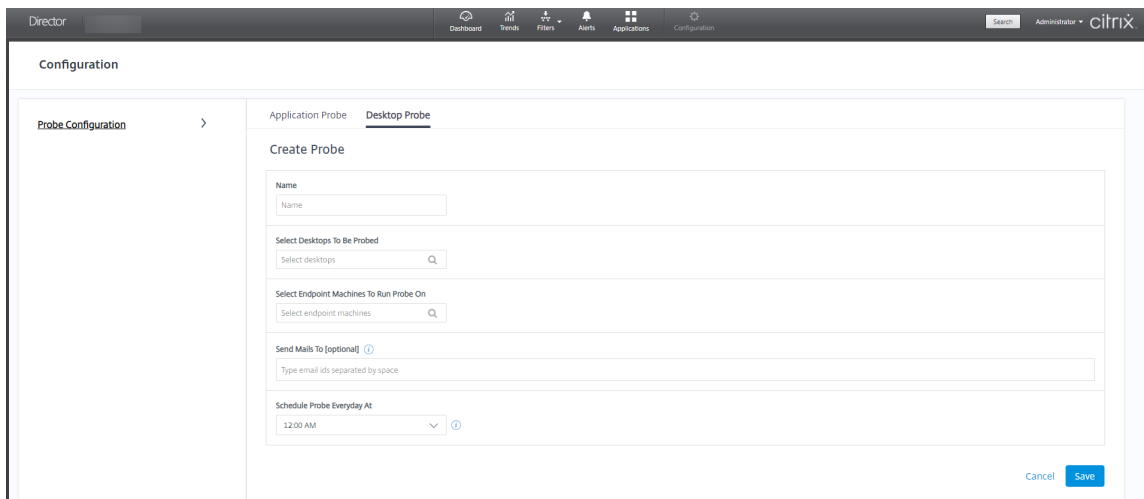 Director
Dashboard
Trends
Filters
Alerts
Applications
Configuration
Search
Administrator
citrix
Configuration
Probe Configuration
Application Probe
Desktop Probe
Create Probe
Name
Name
Select Desktops To Be Probed
Select desktops
Select Endpoint Machines To Run Probe On
Select endpoint machines
Send Mails To [optional]
Type email ids separated by space
Schedule Probe Everyday At
12:00 AM
Cancel
Save